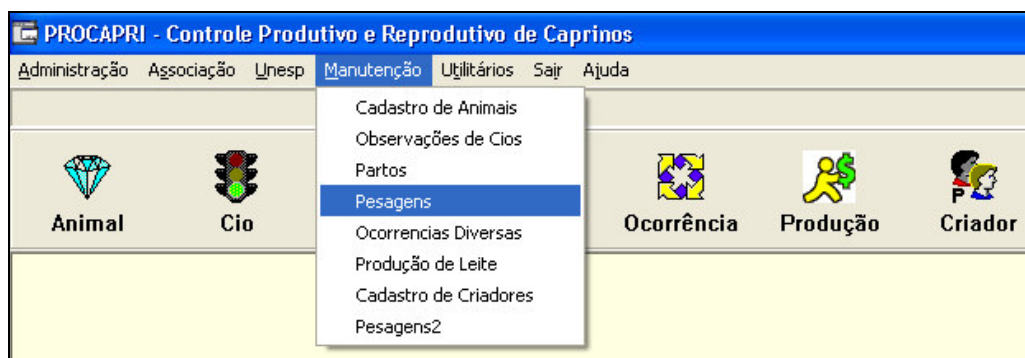 PROCAPRI - Controle Produtivo e Reprodutivo de Caprinos
Administração Associação Unesp Manutenção Utilitários Sair Ajuda
Cadastro de Animais
Observações de Cios
Partos
Pesagens
Ocorrencias Diversas
Produção de Leite
Cadastro de Criadores
Pesagens2
P
Animal Cio Ocorrência Produção Criador